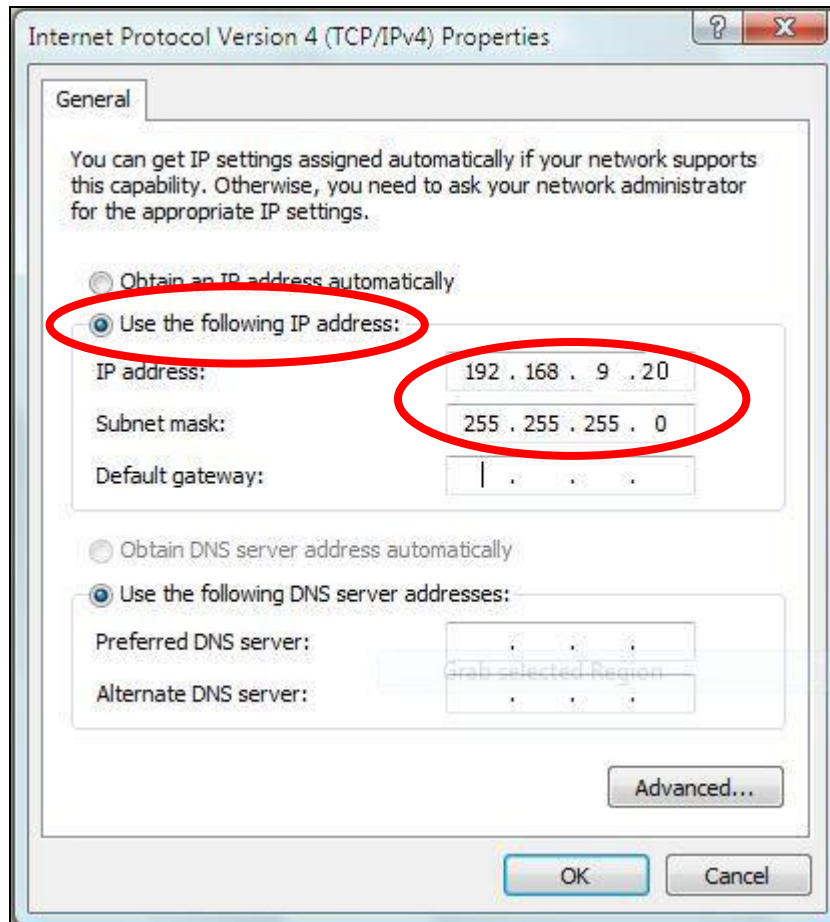 Internet Protocol Version 4 (TCP/IPv4) Properties
General
You can get IP settings assigned automatically if your network supports
this capability. Otherwise, you need to ask your network administrator
for the appropriate IP settings.
Obtain an IP address automatically
Use the following IP address:
IP address: 192 . 168 . 9 . 20
Subnet mask: 255 . 255 . 255 . 0
Default gateway: . . .
Obtain DNS server address automatically
Use the following DNS server addresses:
Preferred DNS server: . . .
Grab selected Region
Alternate DNS server: . . .
Advanced...
OK Cancel